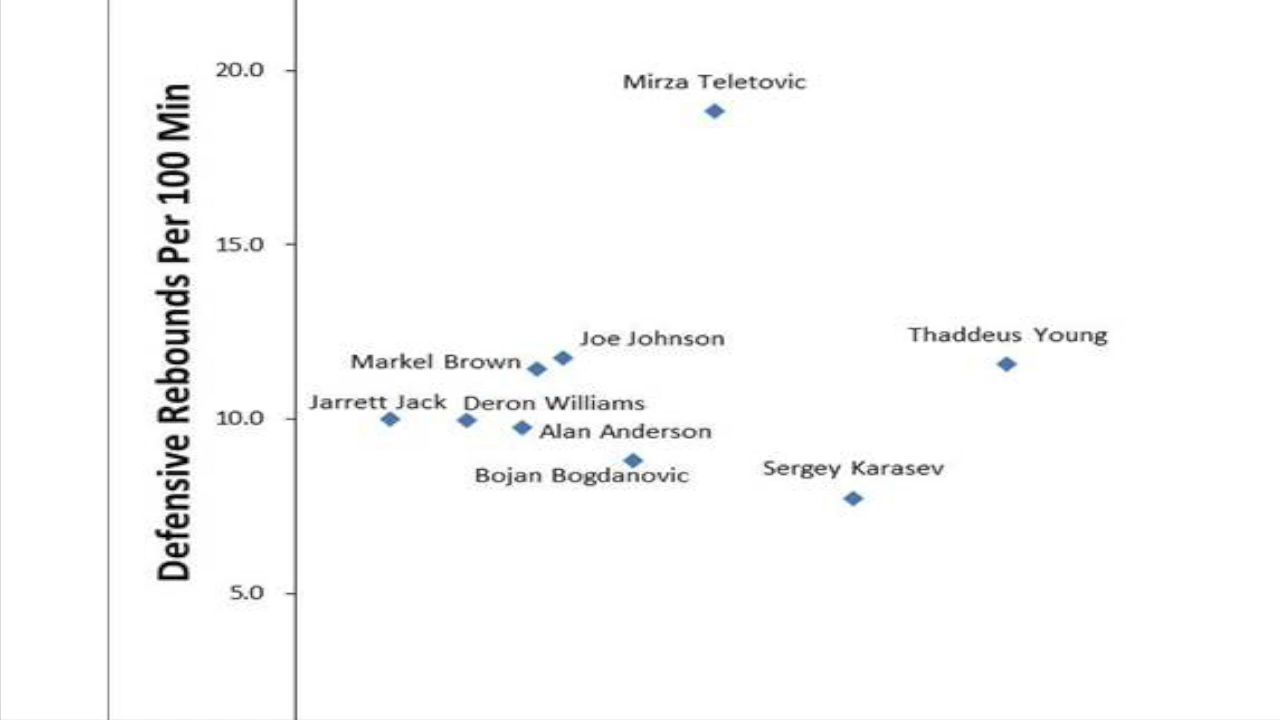 Defensive Rebounds Per 100 Min
20.0
Mirza Teletovic
15.0
Joe Johnson
Thaddeus Young
Markel Brown
Jarrett Jack
Deron Williams
10.0
Alan Anderson
Sergey Karasev
Bojan Bogdanovic
5.0